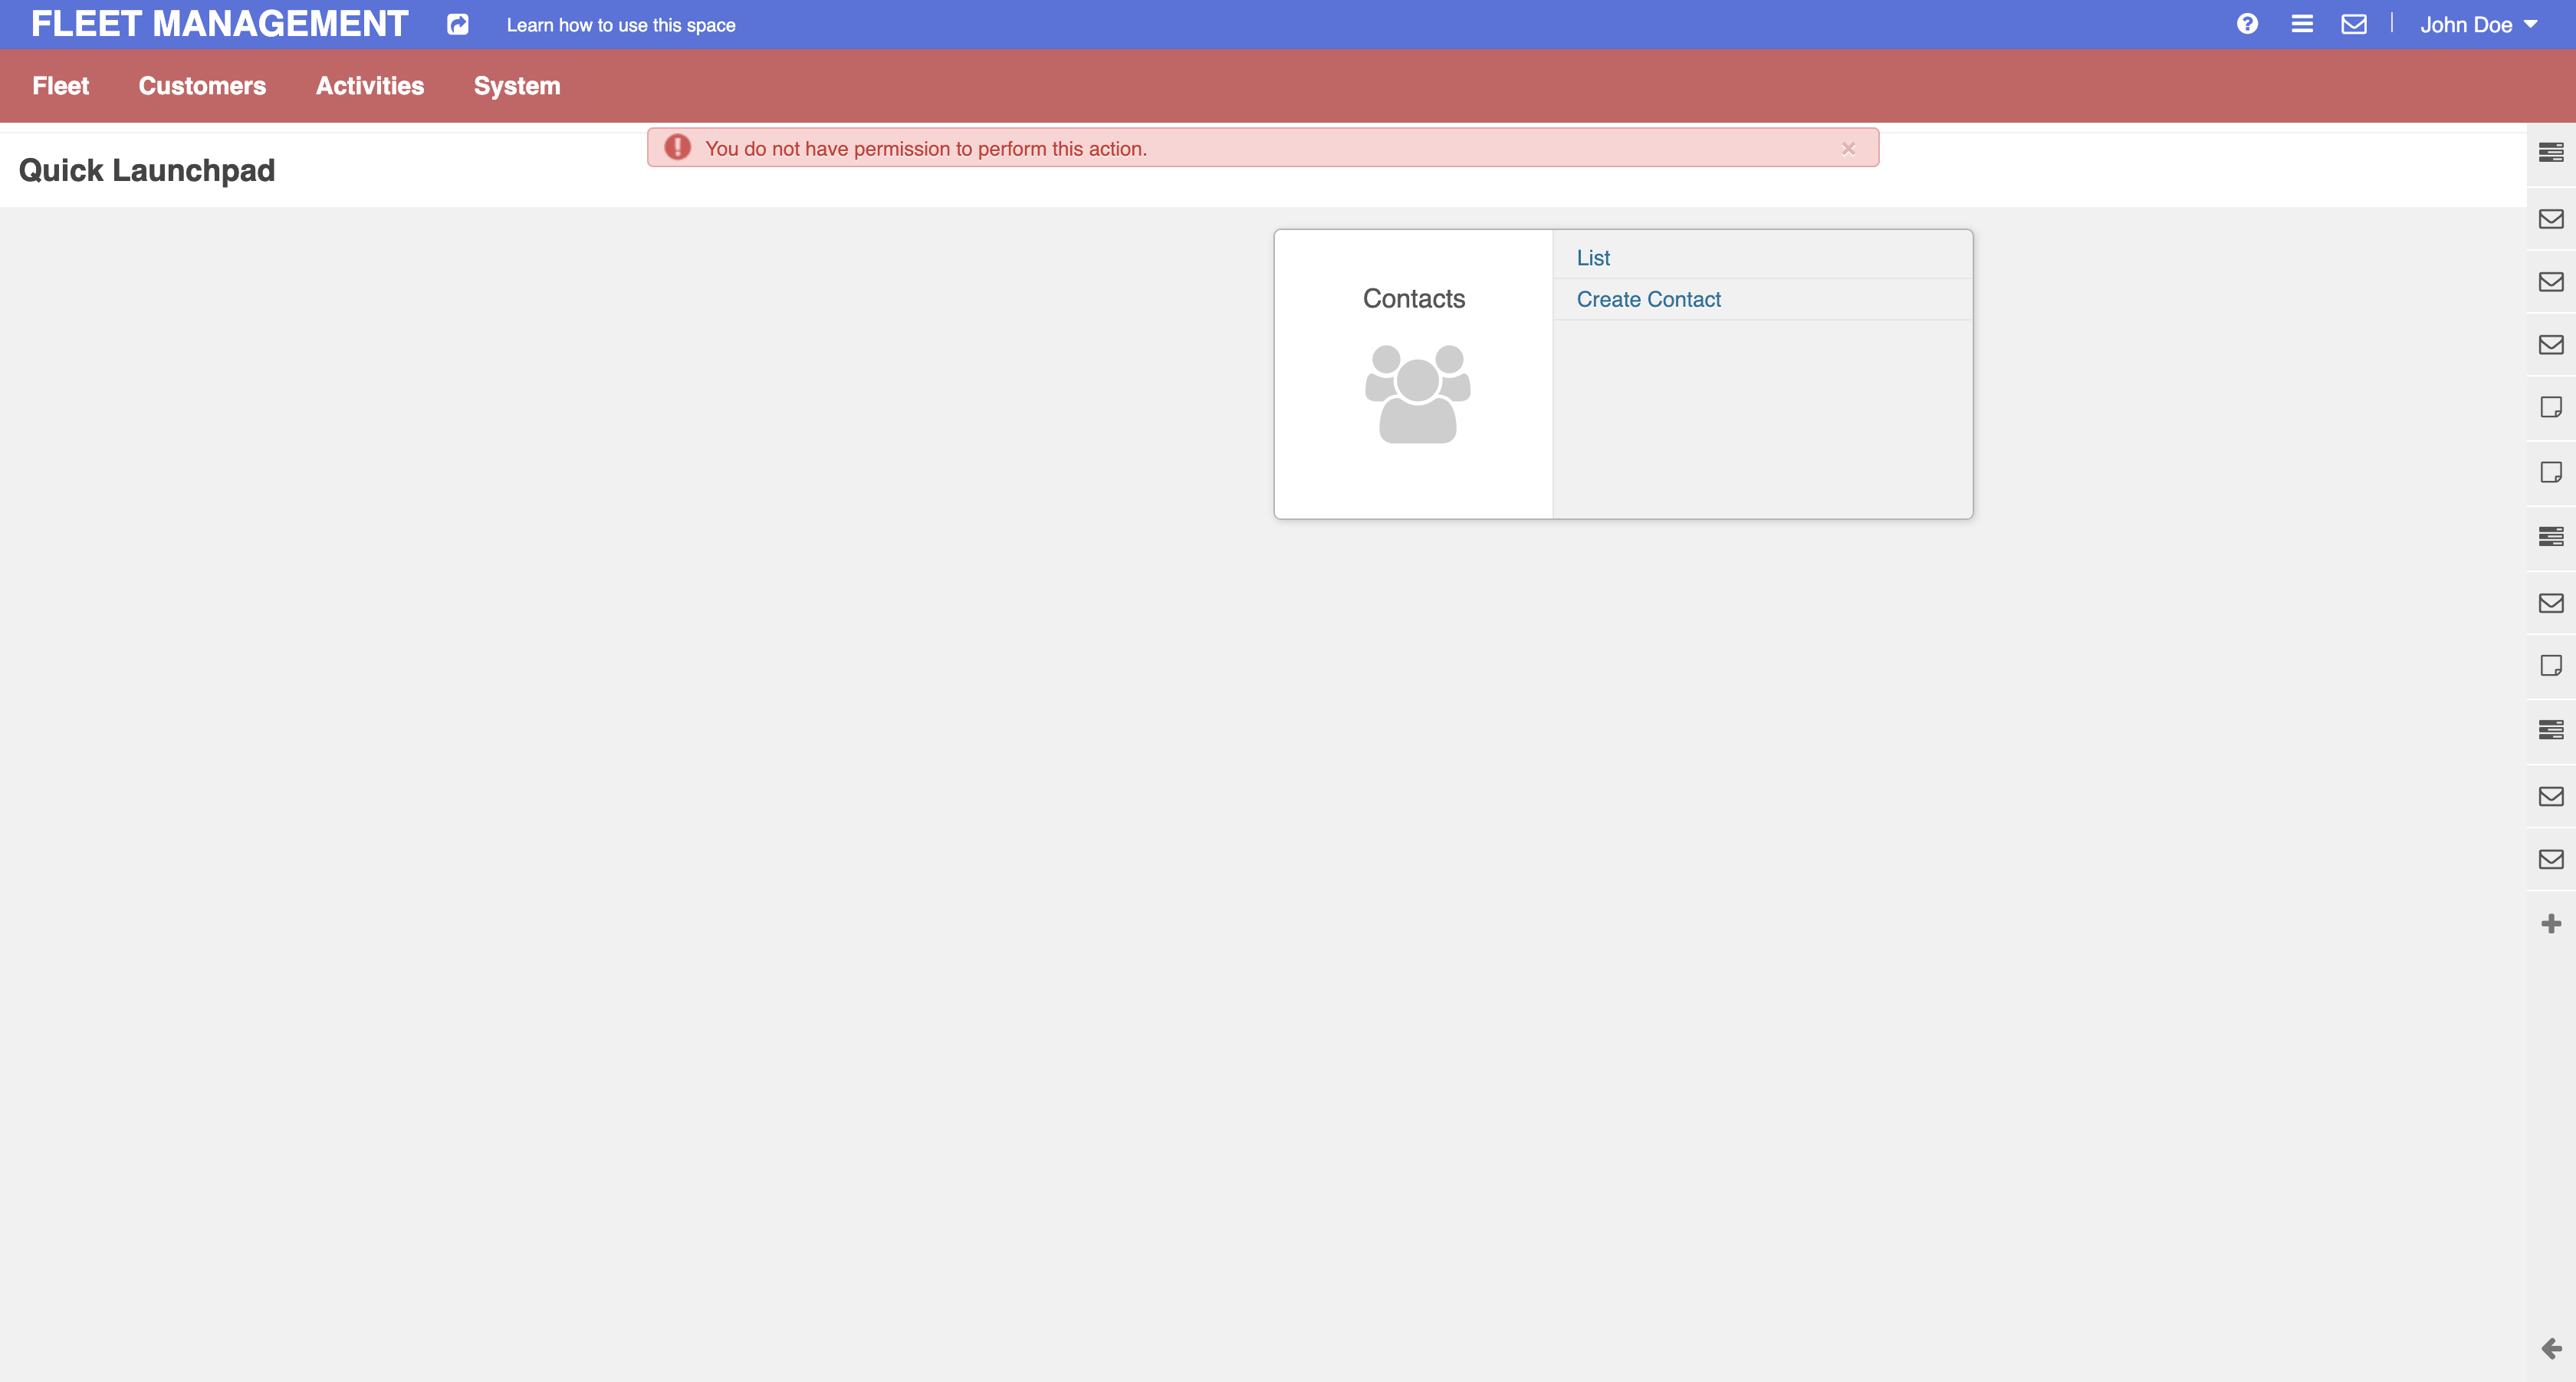 FLEET MANAGEMENT
Learn how to use this space
John Doe
Fleet
Customers
Activities
System
You do not have permission to perform this action.
Quick Launchpad
Contacts
List
Create Contact